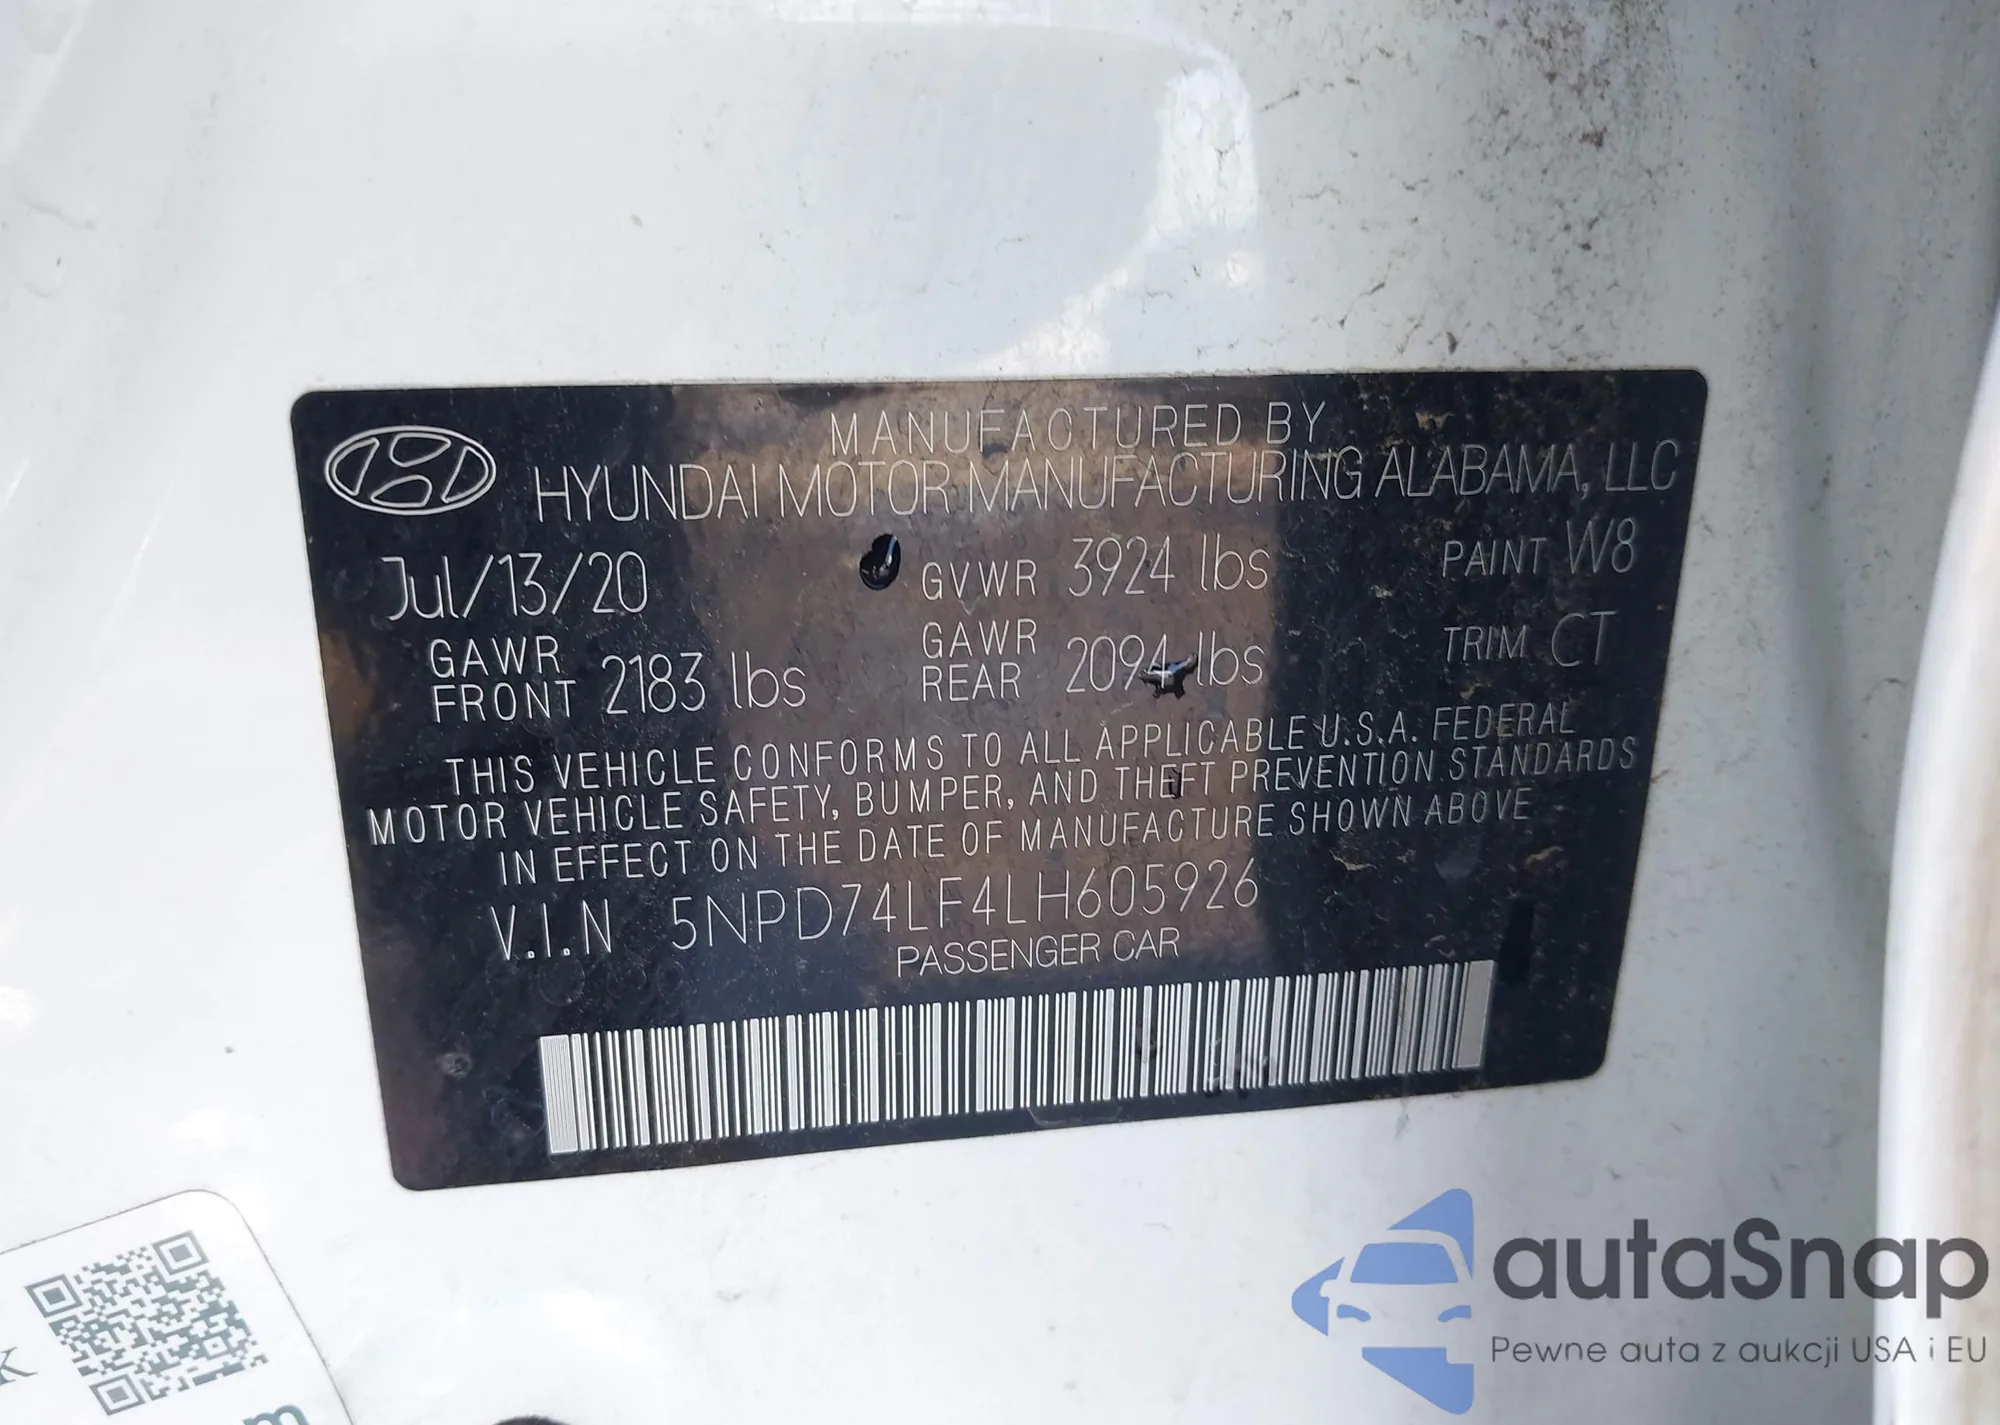 MANUFACTURED BY
HYUNDAI MOTOR MANUFACTURING ALABAMA, LLC
Jul/13/20 GVWR 3924 lbs PAINT W8
GAWR FRONT 2183 lbs GAWR REAR 2094 lbs TRIM CT
THIS VEHICLE CONFORMS TO ALL APPLICABLE U.S.A. FEDERAL
MOTOR VEHICLE SAFETY, BUMPER, AND THEFT PREVENTION STANDARDS
IN EFFECT ON THE DATE OF MANUFACTURE SHOWN ABOVE
V.I.N 5NPD74LF4LH605926
PASSENGER CAR
autaSnap
Pewne auta z aukcji USA i EU